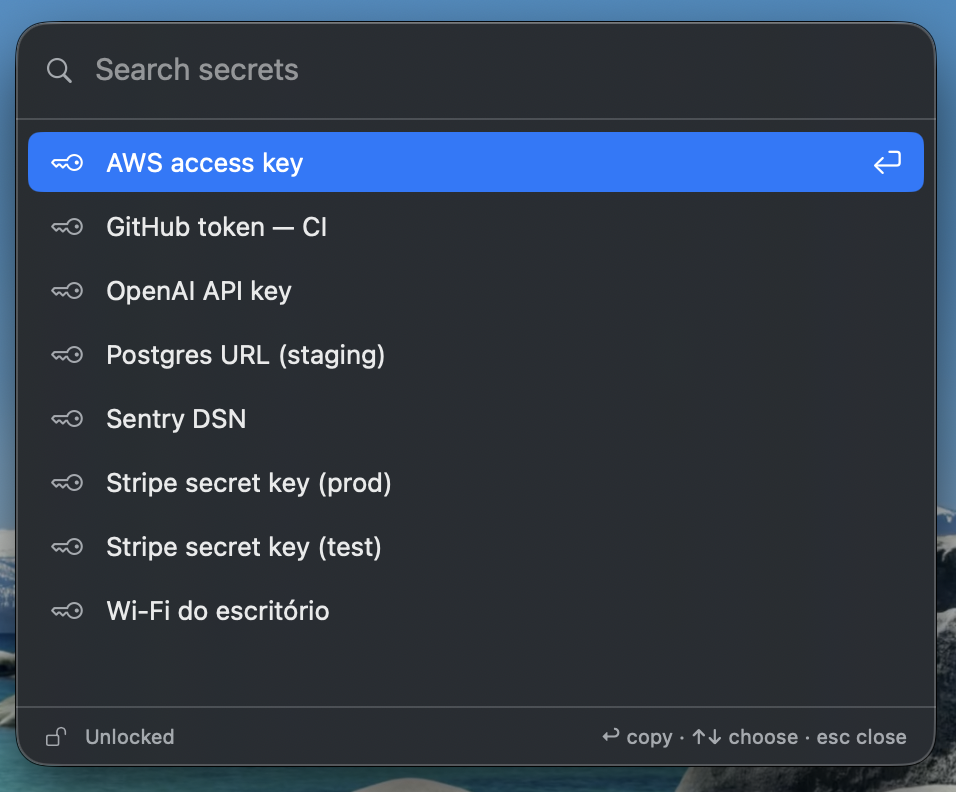 Search secrets
AWS access key
GitHub token — CI
OpenAI API key
Postgres URL (staging)
Sentry DSN
Stripe secret key (prod)
Stripe secret key (test)
Wi-Fi do escritório
Unlocked
↩ copy · ↑↓ choose · esc close